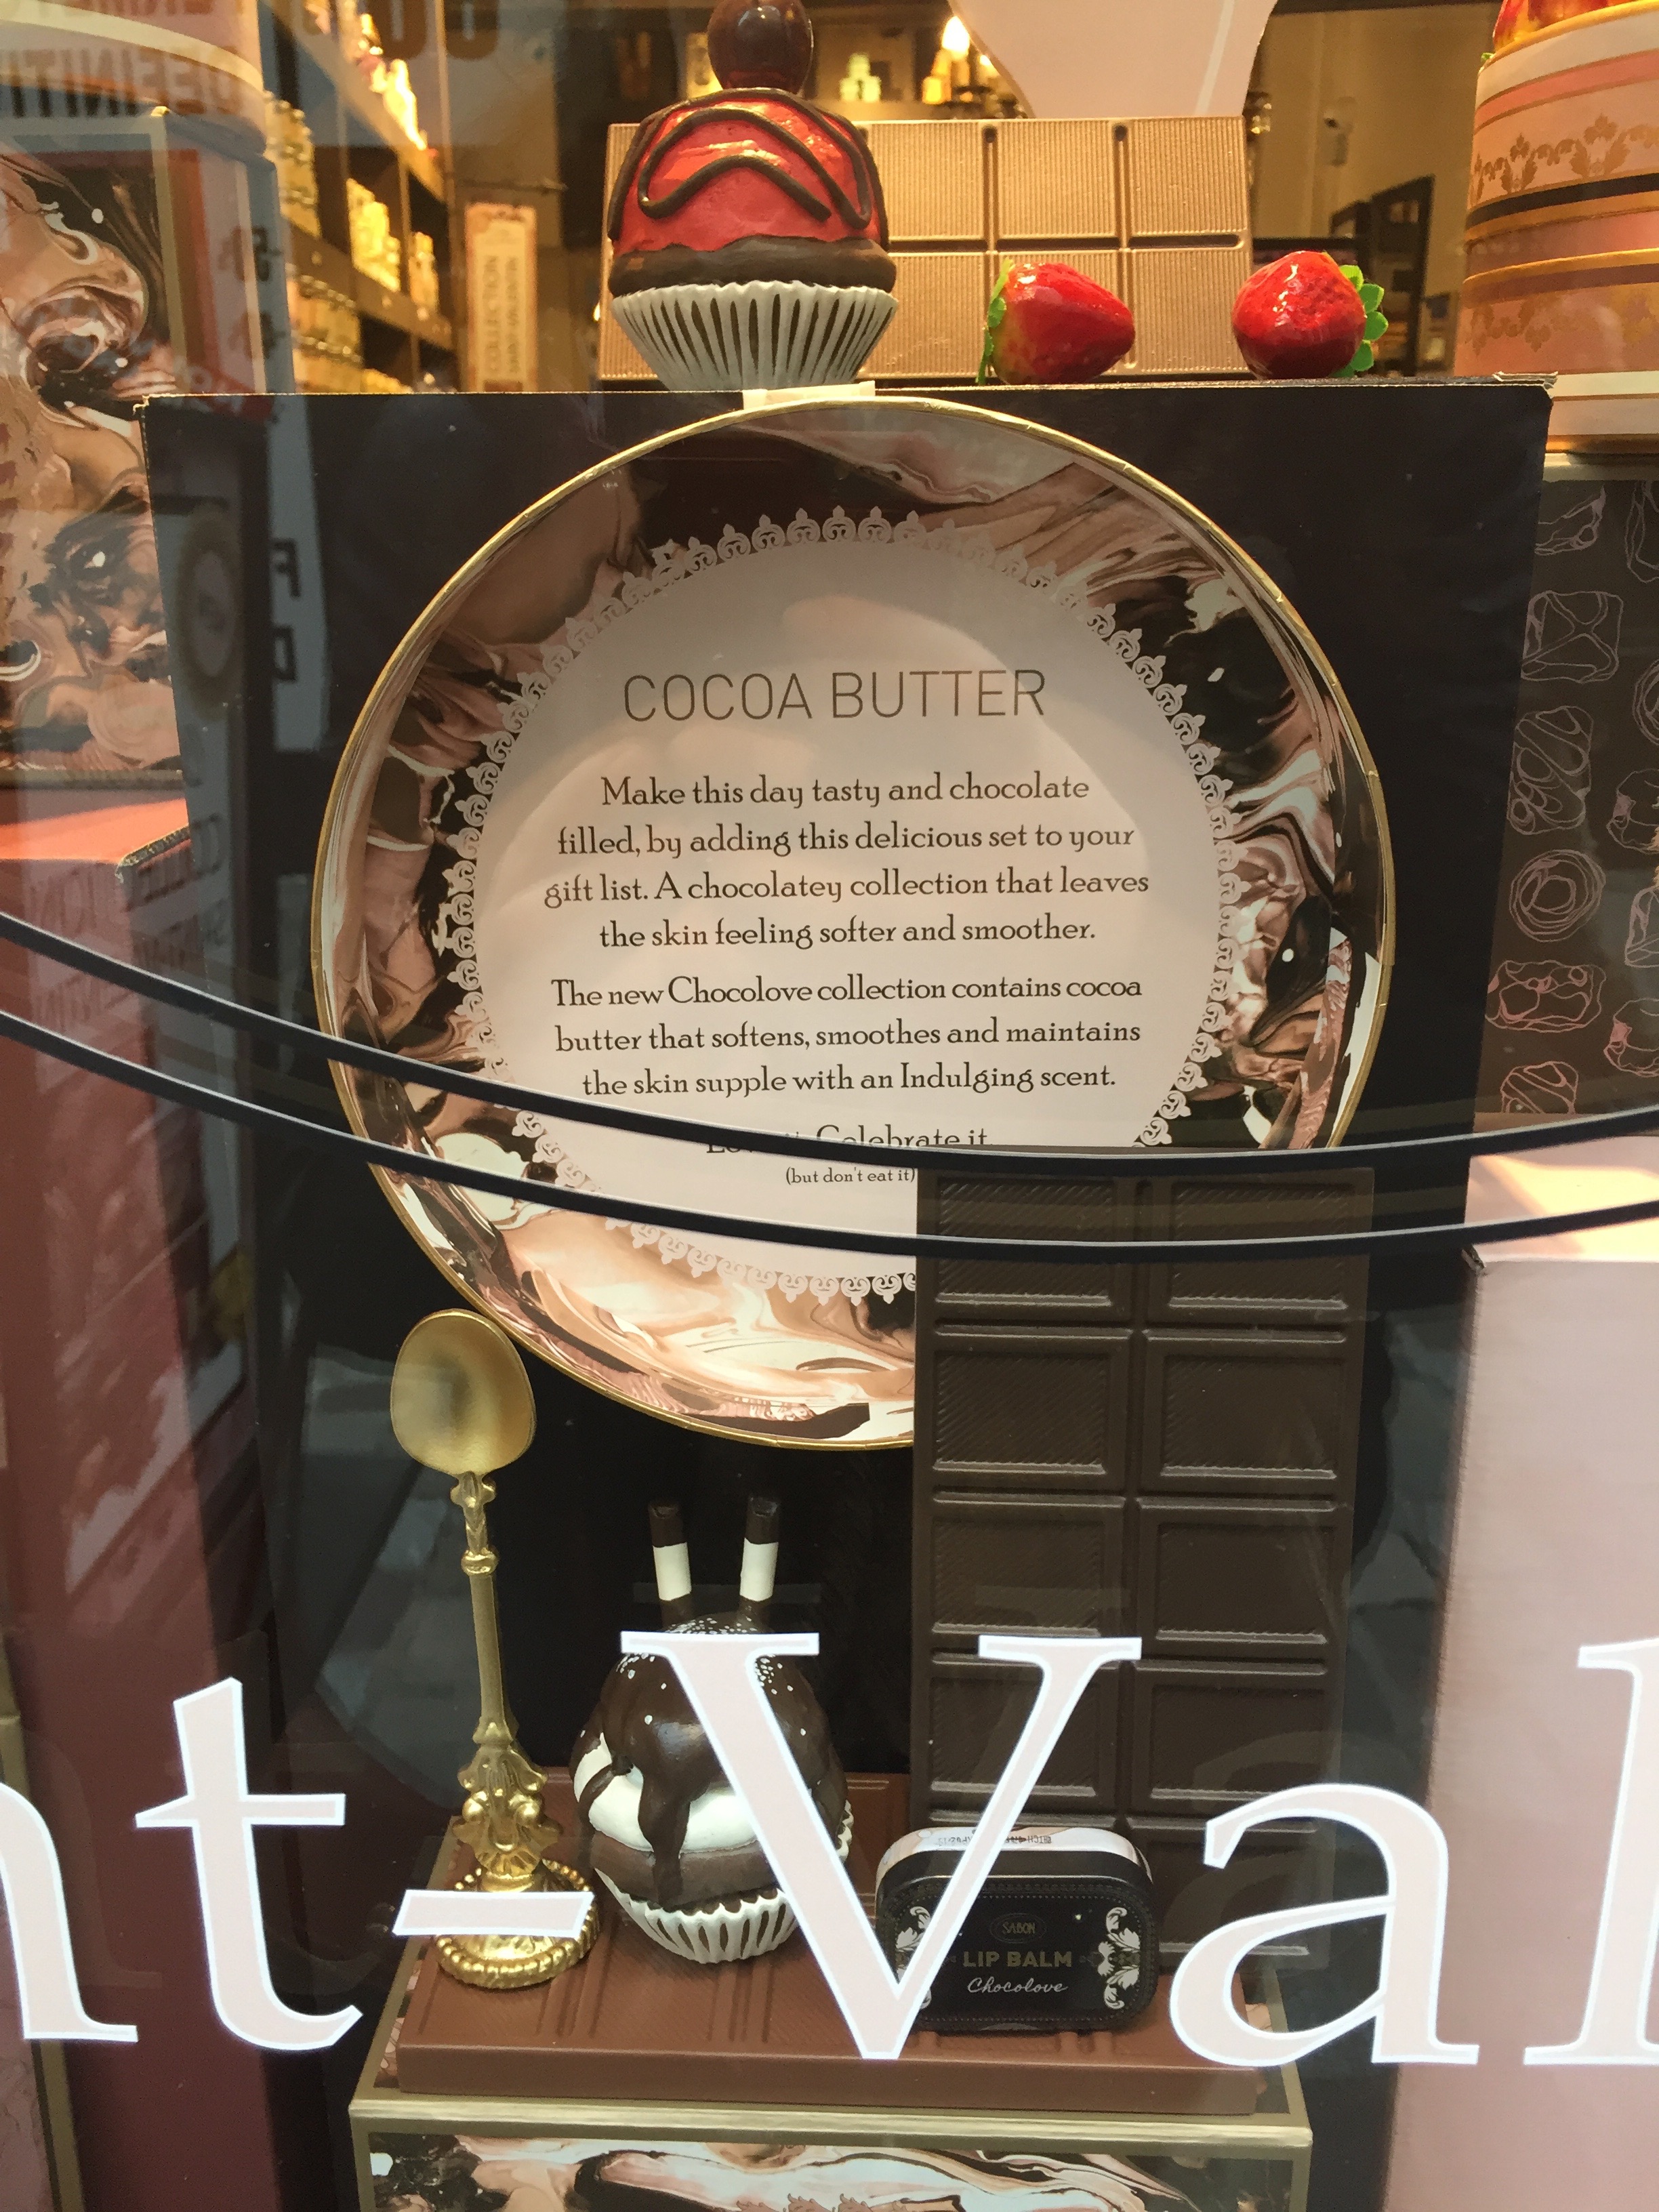 COLLECTION
COCOA BUTTER
Make this day tasty and chocolate
filled, by adding this delicious set to your
gift list. A chocolatey collection that leaves
the skin feeling softer and smoother.
The new Chocolove collection contains cocoa
butter that softens, smoothes and maintains
the skin supple with an Indulging scent.
Celebrate it
(but don't eat it)
nt-Val
SABON
LIP BALM
Chocolove